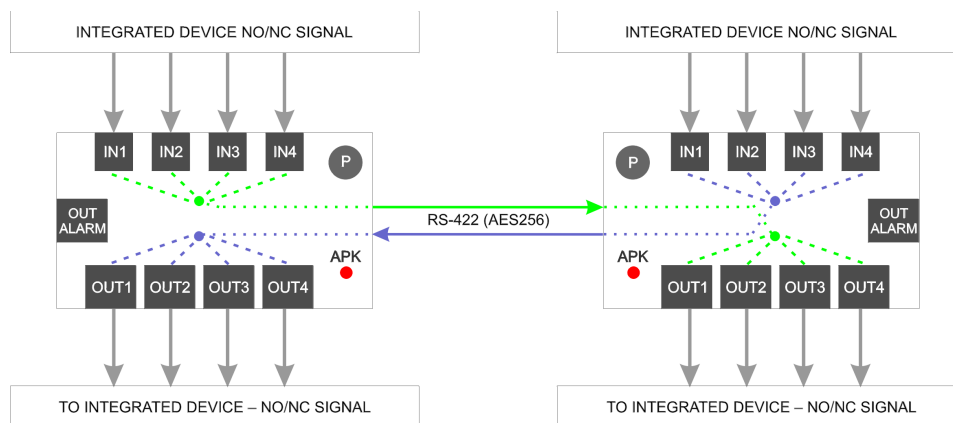 INTEGRATED DEVICE NO/NC SIGNAL
INTEGRATED DEVICE NO/NC SIGNAL
IN1 IN2 IN3 IN4 P
P IN1 IN2 IN3 IN4
OUT
ALARM
RS-422 (AES256)
OUT
ALARM
APK
APK
OUT1 OUT2 OUT3 OUT4
OUT1 OUT2 OUT3 OUT4
TO INTEGRATED DEVICE – NO/NC SIGNAL
TO INTEGRATED DEVICE – NO/NC SIGNAL